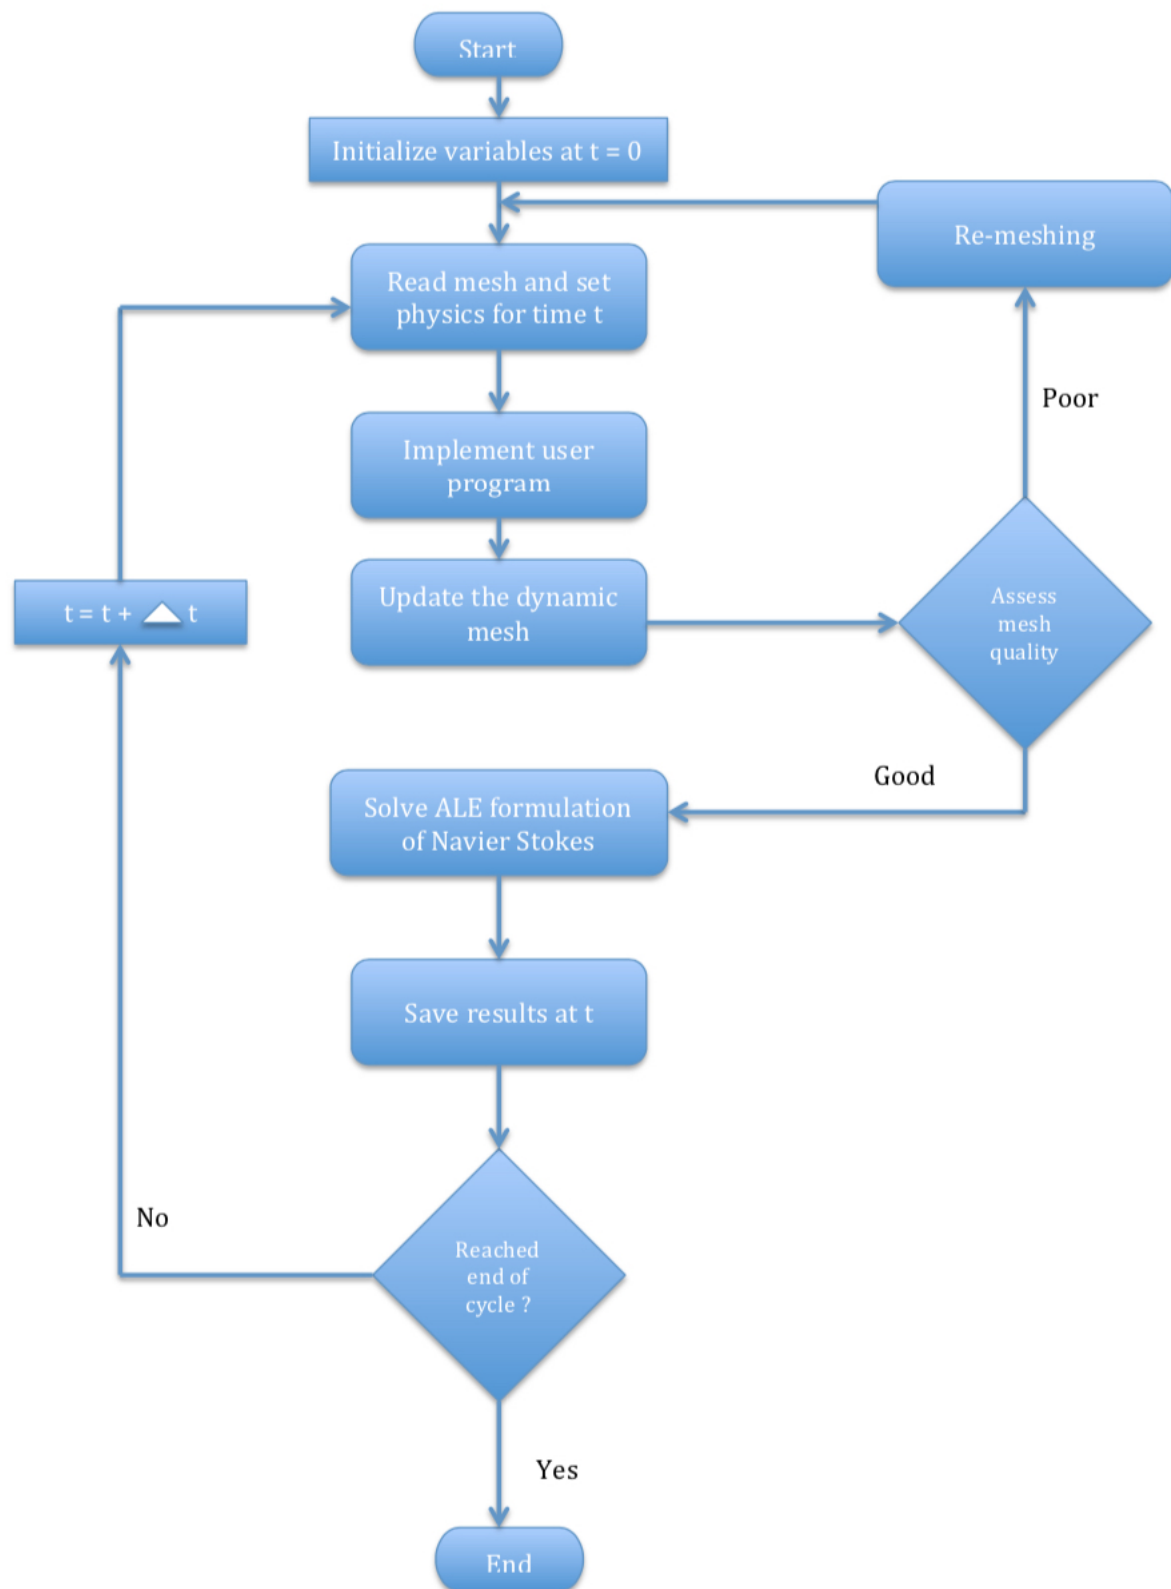 Start
Initialize variables at t = 0
Re-meshing
Read mesh and set
physics for time t
Poor
Implement user
program
t = t + △ t
Update the dynamic
mesh
Assess
mesh
quality
Good
Solve ALE formulation
of Navier Stokes
Save results at t
No
Reached
end of
cycle ?
Yes
End